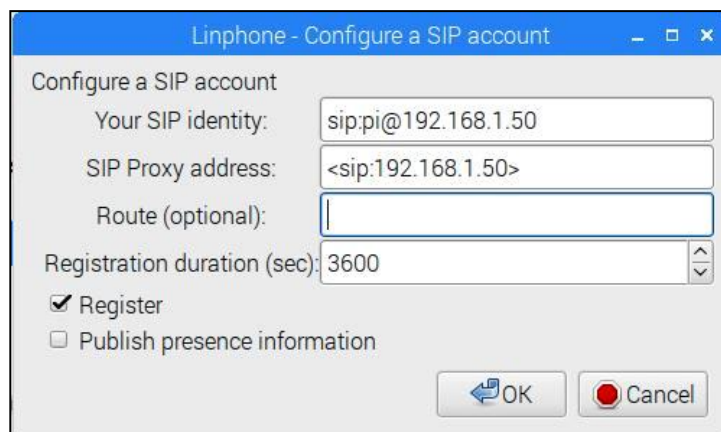 Linphone - Configure a SIP account
Configure a SIP account
Your SIP identity: sip:pi@192.168.1.50
SIP Proxy address: <sip:192.168.1.50>
Route (optional):
Registration duration (sec): 3600
Register
Publish presence information
OK Cancel